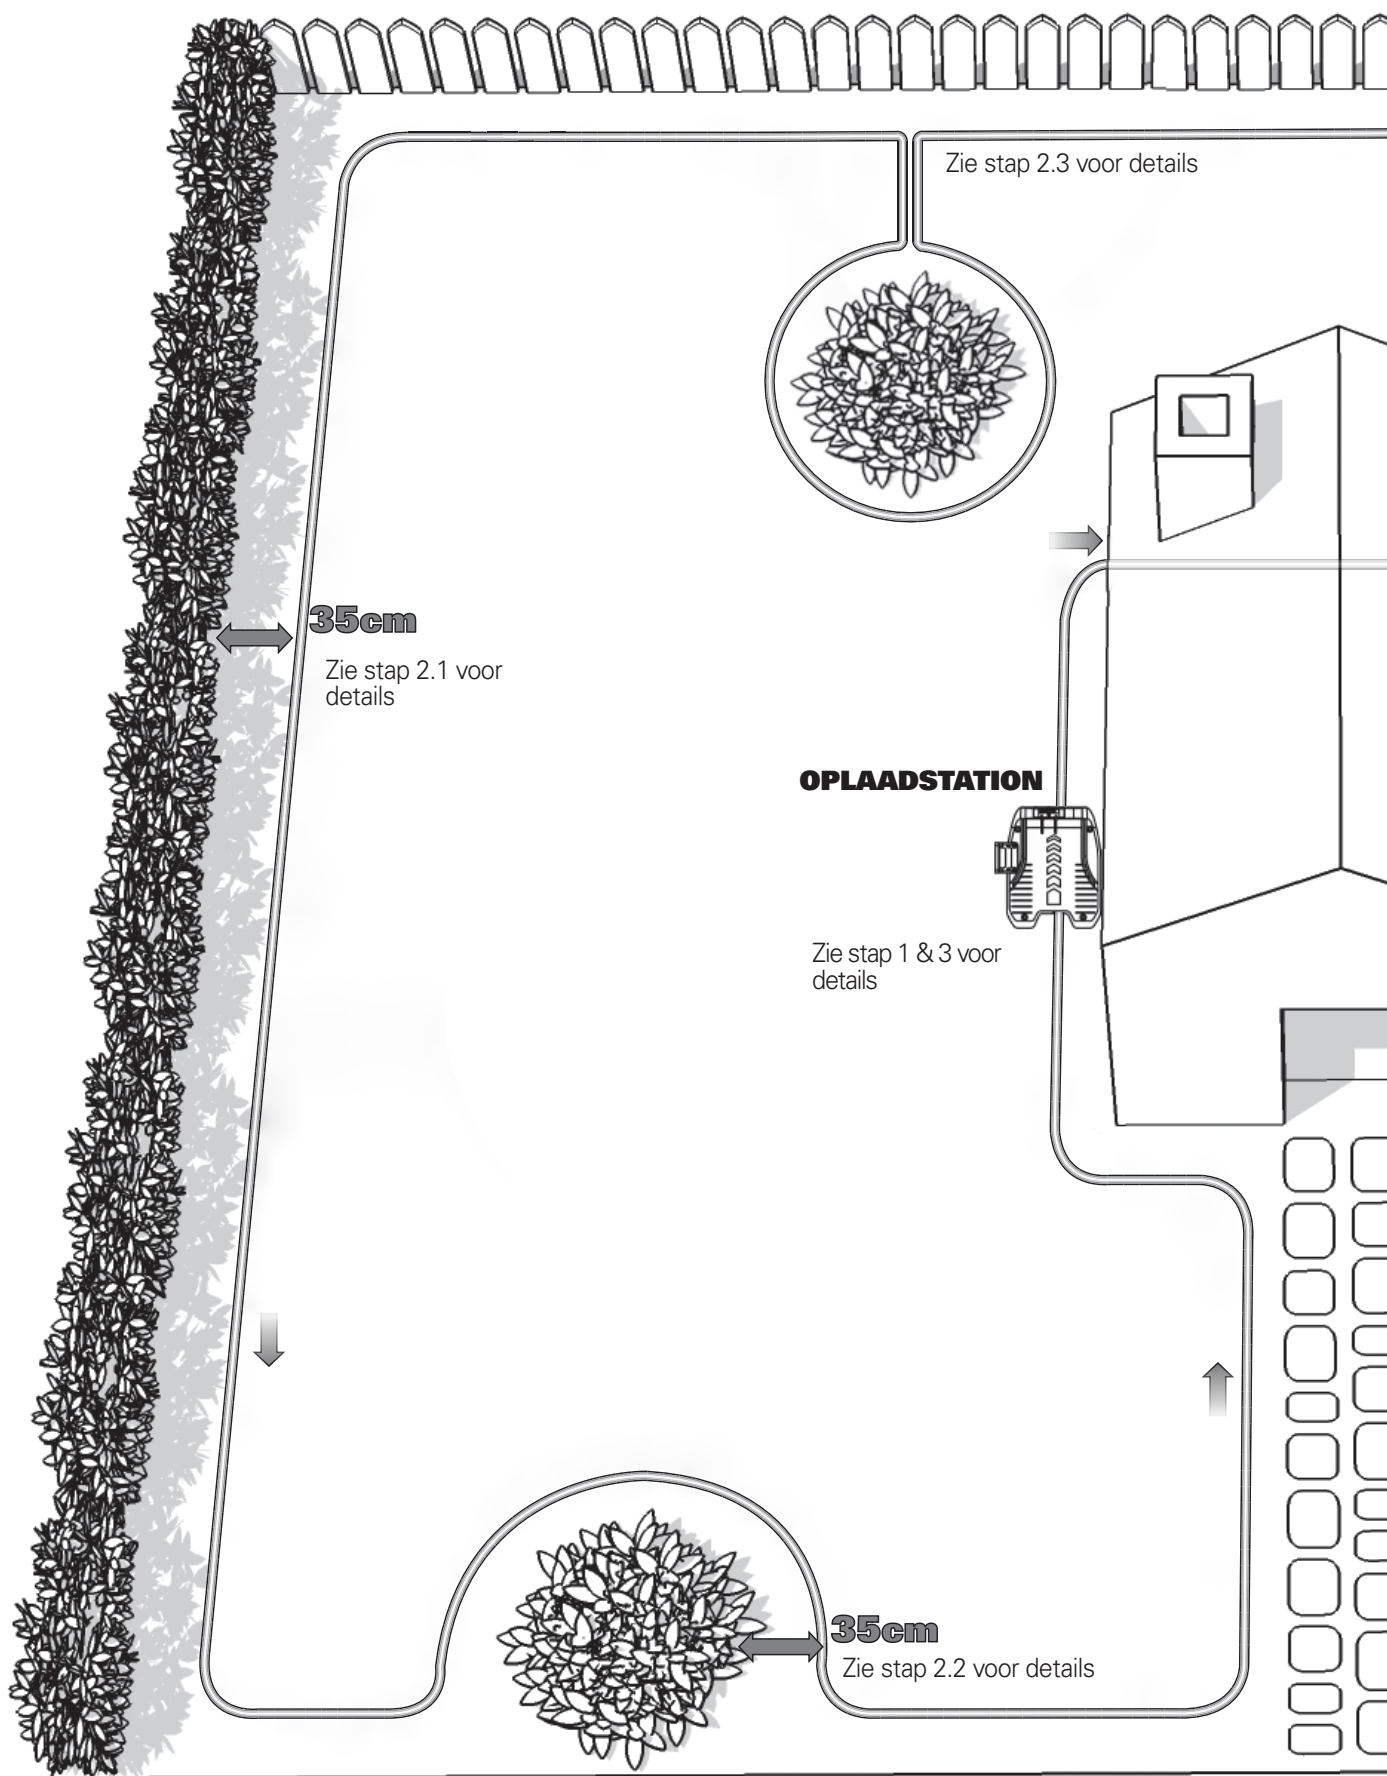 Zie stap 2.3 voor details
35cm
Zie stap 2.1 voor
details
OPLAADSTATION
Zie stap 1 & 3 voor
details
35cm
Zie stap 2.2 voor details